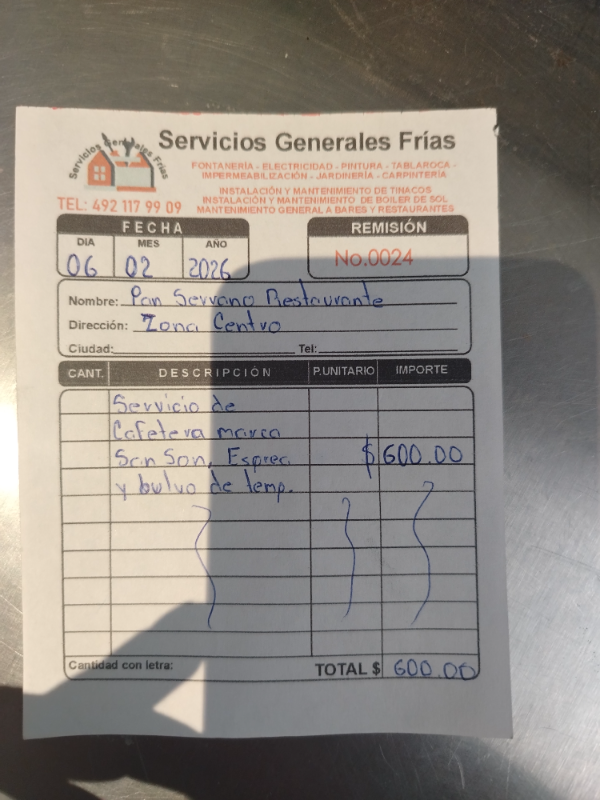 Servicios Generales Frías
Servicios Generales Frías
FONTANERÍA - ELECTRICIDAD - PINTURA - TABLAROCA -
IMPERMEABILIZACIÓN - JARDINERÍA - CARPINTERÍA
INSTALACIÓN Y MANTENIMIENTO DE TINACOS
INSTALACIÓN Y MANTENIMIENTO DE BOILER DE SOL
MANTENIMIENTO GENERAL A BARES Y RESTAURANTES
TEL: 492 117 99 09
FECHA
DIA MES AÑO
06 02 2026
REMISIÓN
No.0024
Nombre: Pan Serrano Restaurante
Dirección: Zona Centro
Ciudad: Tel:
CANT. DESCRIPCIÓN P.UNITARIO IMPORTE
Servicio de
Cafetera marca
San Son, $600.00
y de temp.
Cantidad con letra: TOTAL $ 600.00